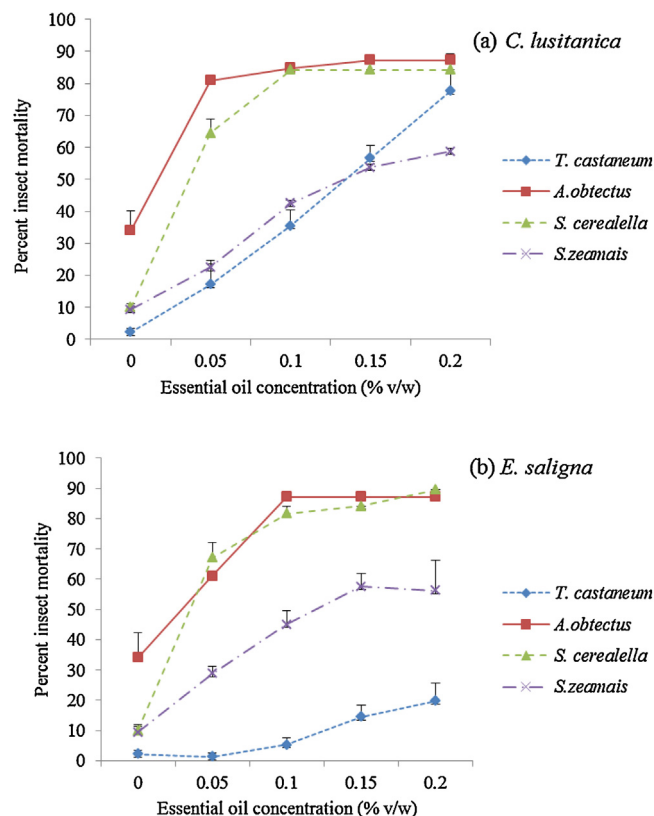 (a) C. lusitanica
Percent insect mortality
100
90
80
70
60
50
40
30
20
10
0
0 0.05 0.1 0.15 0.2
Essential oil concentration (% v/w)
T. castaneum
A.obtectus
S. cerealella
S.zeamais
(b) E. saligna
Percent insect mortality
100
90
80
70
60
50
40
30
20
10
0
0 0.05 0.1 0.15 0.2
Essential oil concentration (% v/w)
T. castaneum
A.obtectus
S. cerealella
S.zeamais